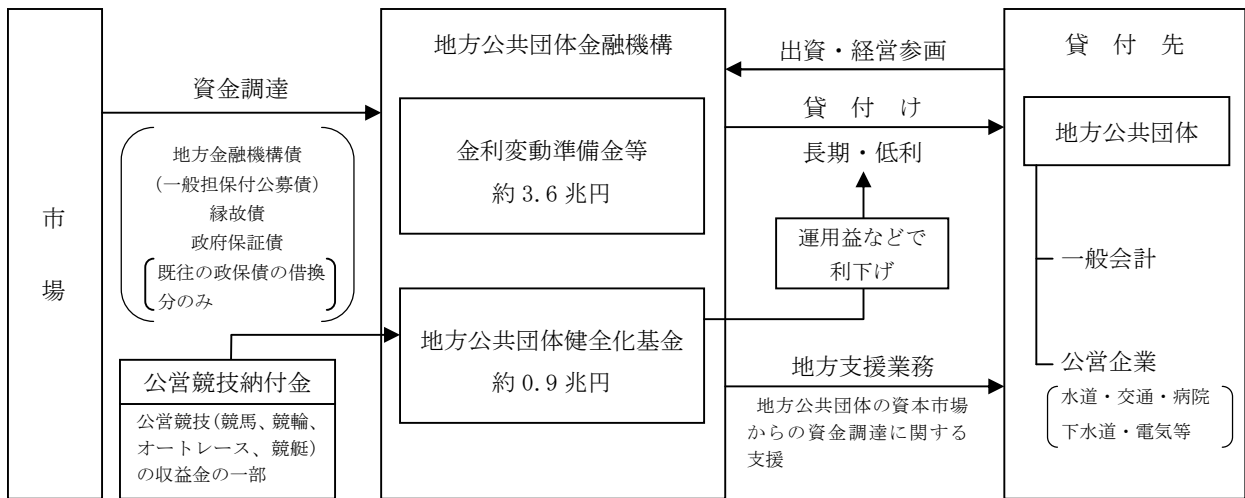 市
場
資金調達
地方金融機構債
(一般担保付公募債)
縁故債
政府保証債
既往の政保債の借換
分のみ
公営競技納付金
公営競技(競馬、競輪、
オートレース、競艇)
の収益金の一部
地方公共団体金融機構
金利変動準備金等
約 3.6 兆円
地方公共団体健全化基金
約 0.9 兆円
出資・経営参画
貸 付 け
長期・低利
運用益などで
利下げ
地方支援業務
地方公共団体の資本市場
からの資金調達に関する
支援
貸 付 先
地方公共団体
一般会計
公営企業
水道・交通・病院
下水道・電気等